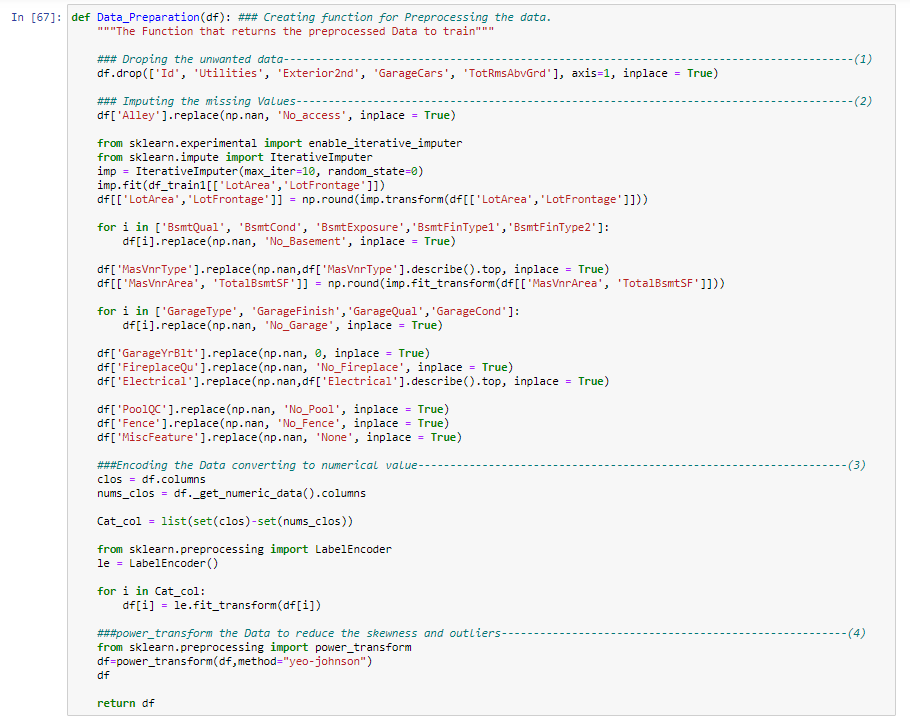 In [67]: def Data_Preparation(df): ### Creating function for Preprocessing the data.
    """The Function that returns the preprocessed Data to train"""

    ### Droping the unwanted data-----------------------------------------------------------------------------------------(1)
    df.drop(['Id', 'Utilities', 'Exterior2nd', 'GarageCars', 'TotRmsAbvGrd'], axis=1, inplace = True)

    ### Imputing the missing Values---------------------------------------------------------------------------------------(2)
    df['Alley'].replace(np.nan, 'No_access', inplace = True)

    from sklearn.experimental import enable_iterative_imputer
    from sklearn.impute import IterativeImputer
    imp = IterativeImputer(max_iter=10, random_state=0)
    imp.fit(df_train1[['LotArea','LotFrontage']])
    df[['LotArea','LotFrontage']] = np.round(imp.transform(df[['LotArea','LotFrontage']]))

    for i in ['BsmtQual', 'BsmtCond', 'BsmtExposure','BsmtFinType1','BsmtFinType2']:
        df[i].replace(np.nan, 'No_Basement', inplace = True)

    df['MasVnrType'].replace(np.nan,df['MasVnrType'].describe().top, inplace = True)
    df[['MasVnrArea', 'TotalBsmtSF']] = np.round(imp.fit_transform(df[['MasVnrArea', 'TotalBsmtSF']]))

    for i in ['GarageType', 'GarageFinish','GarageQual','GarageCond']:
        df[i].replace(np.nan, 'No_Garage', inplace = True)

    df['GarageYrBlt'].replace(np.nan, 0, inplace = True)
    df['FireplaceQu'].replace(np.nan, 'No_Fireplace', inplace = True)
    df['Electrical'].replace(np.nan,df['Electrical'].describe().top, inplace = True)

    df['PoolQC'].replace(np.nan, 'No_Pool', inplace = True)
    df['Fence'].replace(np.nan, 'No_Fence', inplace = True)
    df['MiscFeature'].replace(np.nan, 'None', inplace = True)

    ###Encoding the Data converting to numerical value-------------------------------------------------------------------(3)
    clos = df.columns
    nums_clos = df._get_numeric_data().columns

    Cat_col = list(set(clos)-set(nums_clos))

    from sklearn.preprocessing import LabelEncoder
    le = LabelEncoder()

    for i in Cat_col:
        df[i] = le.fit_transform(df[i])

    ###power_transform the Data to reduce the skewness and outliers------------------------------------------------------(4)
    from sklearn.preprocessing import power_transform
    df=power_transform(df,method="yeo-johnson")
    df

    return df